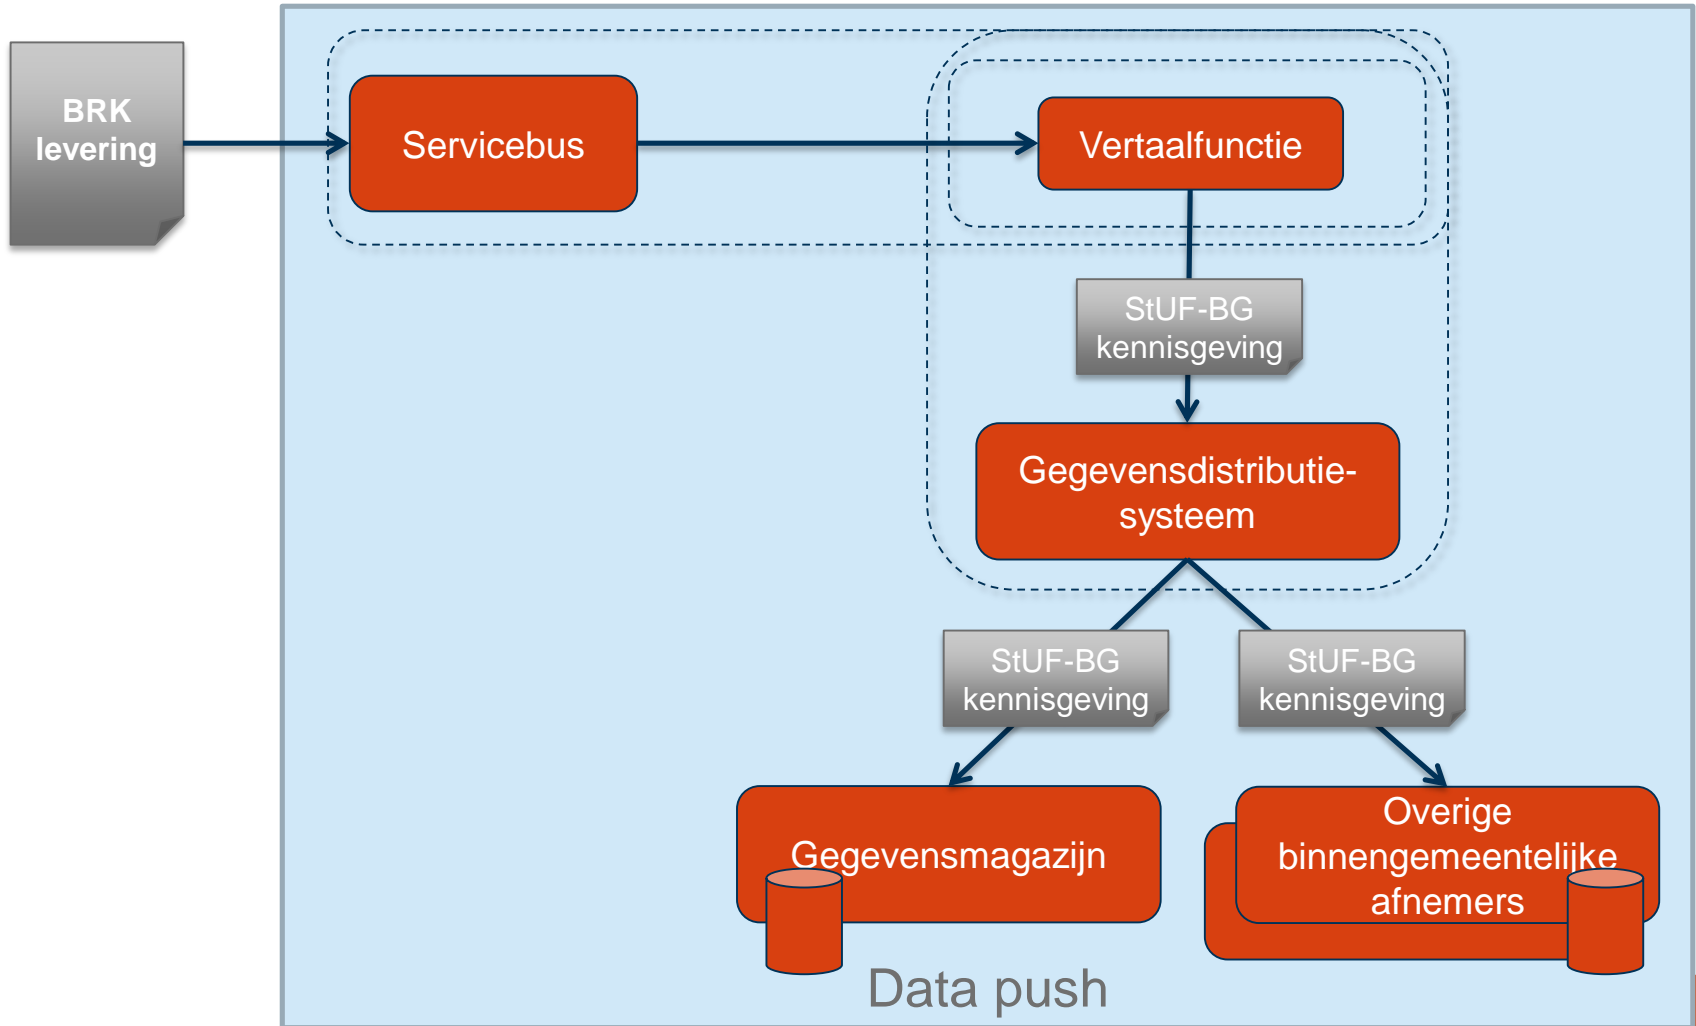 BRK
levering
Servicebus
Vertaalfunctie
StUF-BG
kennisgeving
Gegevensdistributie-
systeem
StUF-BG
kennisgeving
StUF-BG
kennisgeving
Gegevensmagazijn
Overige
binnengemeentelijke
afnemers
Data push